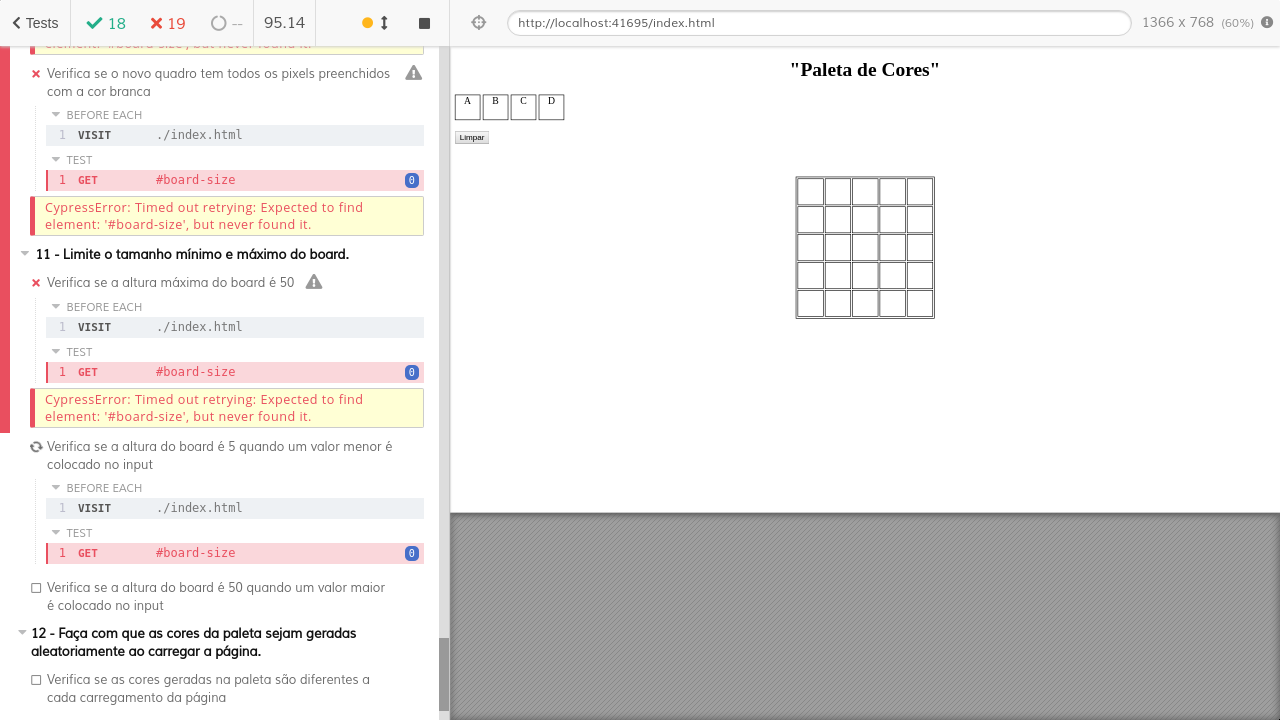 Tests 18 19 -- 95.14 http://localhost:41695/index.html 1366 x 768 (60%)
element: '#board-size', but never found it.
Verifica se o novo quadro tem todos os pixels preenchidos
com a cor branca
BEFORE EACH
1 VISIT ./index.html
TEST
1 GET #board-size 0
CypressError: Timed out retrying: Expected to find
element: '#board-size', but never found it.
11 - Limite o tamanho mínimo e máximo do board.
Verifica se a altura máxima do board é 50
BEFORE EACH
1 VISIT ./index.html
TEST
1 GET #board-size 0
CypressError: Timed out retrying: Expected to find
element: '#board-size', but never found it.
Verifica se a altura do board é 5 quando um valor menor é
colocado no input
BEFORE EACH
1 VISIT ./index.html
TEST
1 GET #board-size 0
Verifica se a altura do board é 50 quando um valor maior
é colocado no input
12 - Faça com que as cores da paleta sejam geradas
aleatoriamente ao carregar a página.
Verifica se as cores geradas na paleta são diferentes a
cada carregamento da página
"Paleta de Cores"
A B C D
Limpar